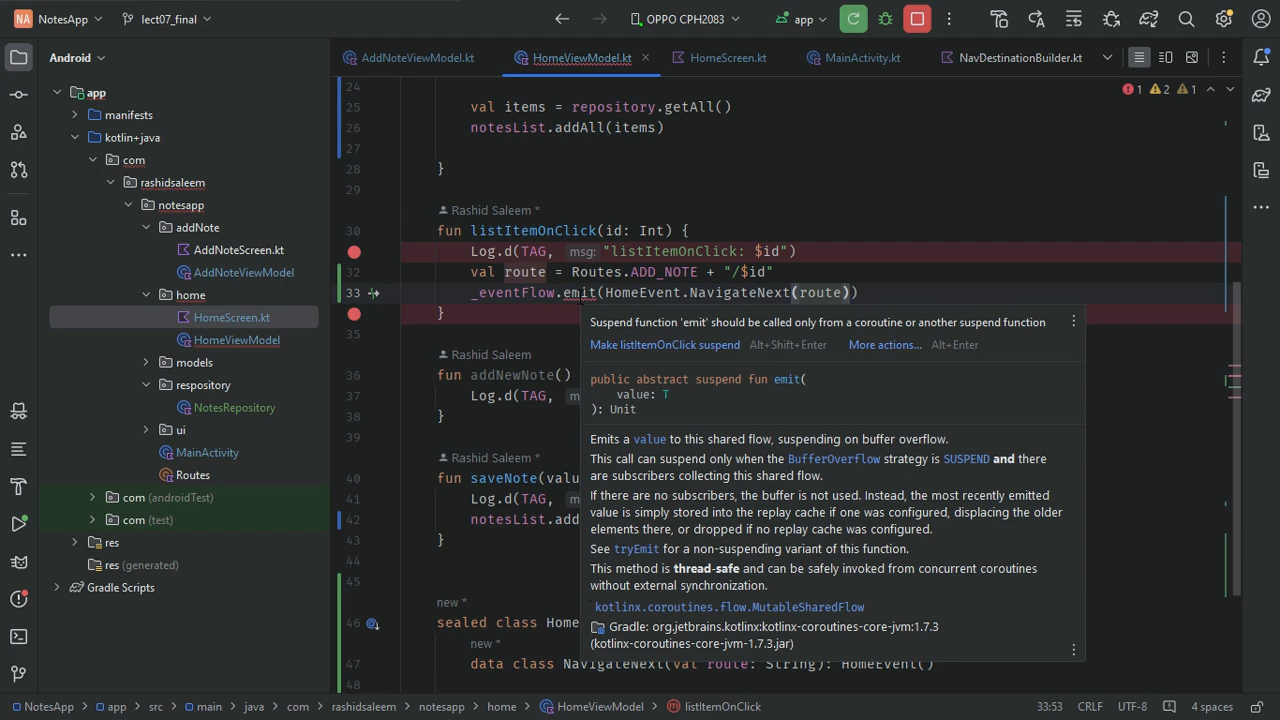 NA NotesApp lect07_final OPPO CPH2083 app
Android
AddNoteViewModel.kt HomeViewModel.kt HomeScreen.kt MainActivity.kt NavDestinationBuilder.kt
app
manifests
kotlin+java
com
rashidsaleem
notesapp
addNote
AddNoteScreen.kt
AddNoteViewModel
home
HomeScreen.kt
HomeViewModel
models
respository
NotesRepository
ui
MainActivity
Routes
com (androidTest)
com (test)
res
res (generated)
Gradle Scripts
1 2 1
24
25 val items = repository.getAll()
26 notesList.addAll(items)
27
28 }
29
Rashid Saleem *
30 fun listItemOnClick(id: Int) {
Log.d(TAG, msg: "listItemOnClick: $id")
32 val route = Routes.ADD_NOTE + "/$id"
33 _eventFlow.emit(HomeEvent.NavigateNext(route))
}
35
Rashid Saleem
36 fun addNewNote()
37 Log.d(TAG,
38 }
39
Rashid Saleem *
40 fun saveNote(valu
41 Log.d(TAG,
42 notesList.add
43 }
44
45
new *
46 sealed class Home
new *
47 data class NavigateNext(val route: String): HomeEvent()
48
Suspend function 'emit' should be called only from a coroutine or another suspend function
Make listItemOnClick suspend Alt+Shift+Enter More actions... Alt+Enter
public abstract suspend fun emit(
value: T
): Unit
Emits a value to this shared flow, suspending on buffer overflow.
This call can suspend only when the BufferOverflow strategy is SUSPEND and there
are subscribers collecting this shared flow.
If there are no subscribers, the buffer is not used. Instead, the most recently emitted
value is simply stored into the replay cache if one was configured, displacing the older
elements there, or dropped if no replay cache was configured.
See tryEmit for a non-suspending variant of this function.
This method is thread-safe and can be safely invoked from concurrent coroutines
without external synchronization.
kotlinx.coroutines.flow.MutableSharedFlow
Gradle: org.jetbrains.kotlinx:kotlinx-coroutines-core-jvm:1.7.3
(kotlinx-coroutines-core-jvm-1.7.3.jar)
NotesApp app src main java com rashidsaleem notesapp home HomeViewModel listItemOnClick 33:53 CRLF UTF-8 4 spaces